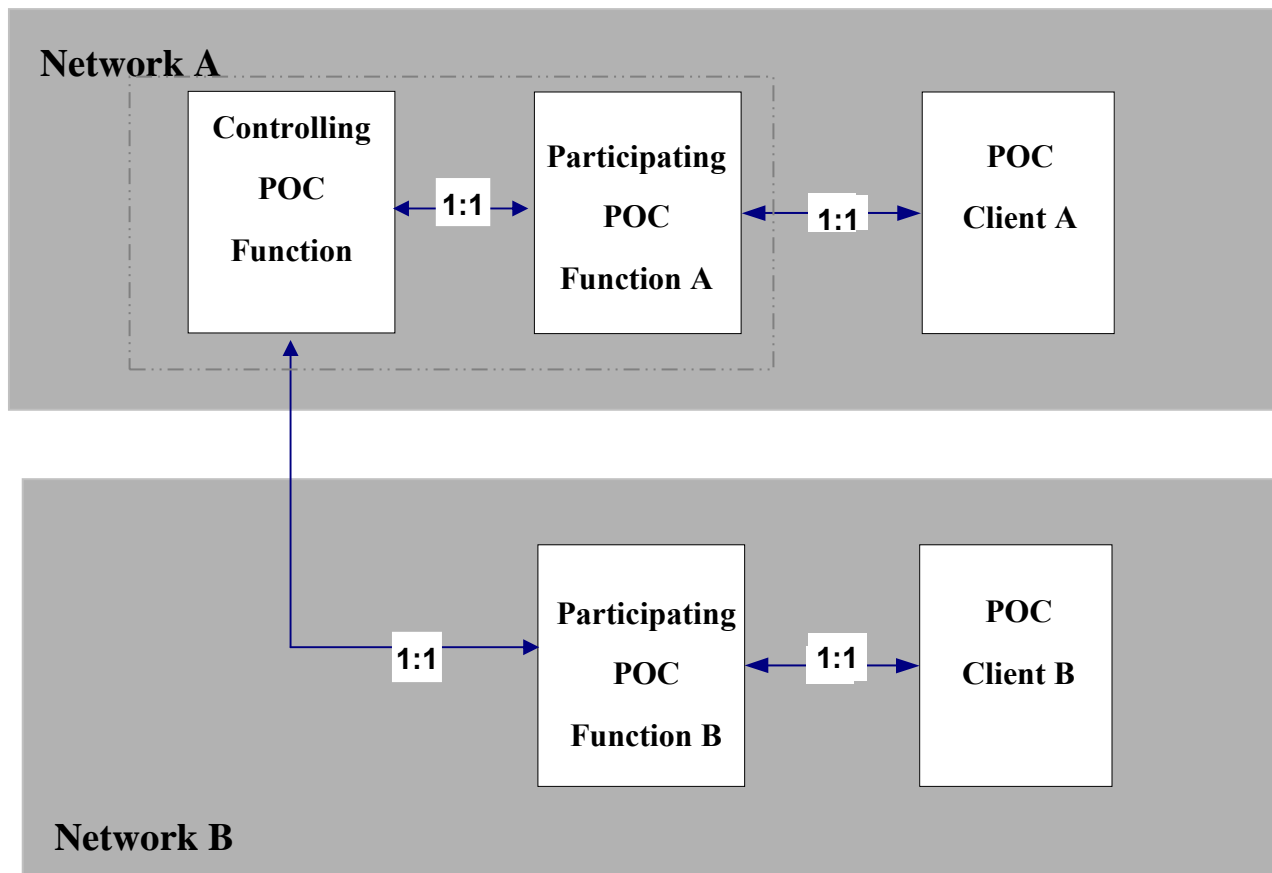 Network A
Controlling
POC
Function
1:1
Participating
POC
Function A
1:1
POC
Client A
1:1
Participating
POC
Function B
1:1
POC
Client B
Network B